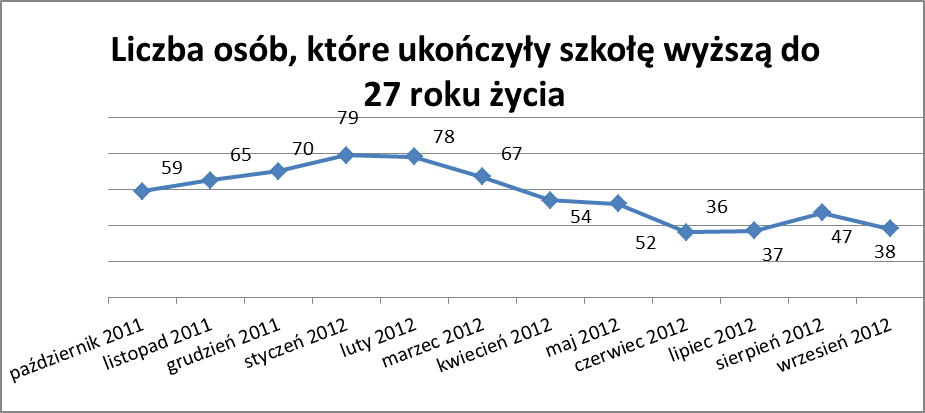 Liczba osób, które ukończyły szkołę wyższą do
27 roku życia
59
65
70
79
78
67
54
52
36
37
47
38
październik 2011
listopad 2011
grudzień 2011
styczeń 2012
luty 2012
marzec 2012
kwiecień 2012
maj 2012
czerwiec 2012
lipiec 2012
sierpień 2012
wrzesień 2012